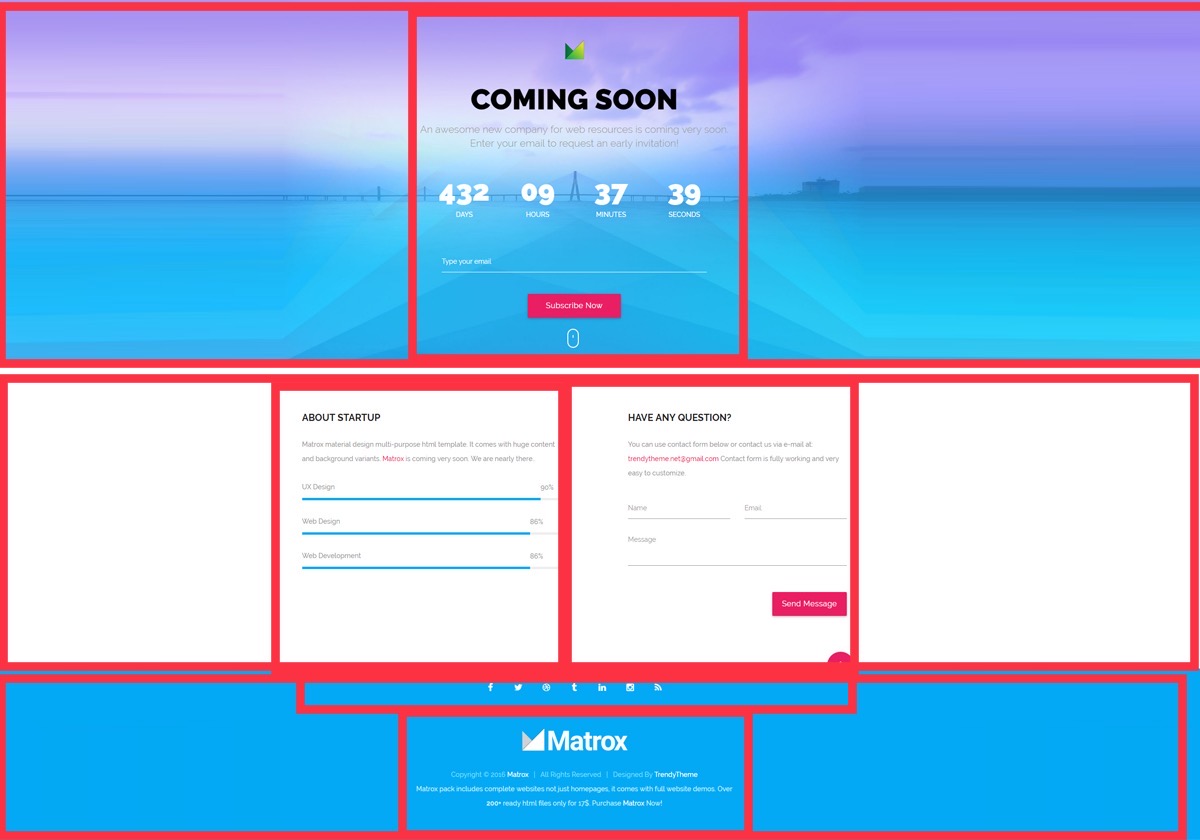 COMING SOON
An awesome new company for web resources is coming very soon.
Enter your email to request an early invitation!
432 09 37 39
DAYS HOURS MINUTES SECONDS
Type your email
Subscribe Now
ABOUT STARTUP
Matrox material design multi-purpose html template. It comes with huge content
and background variants. Matrox is coming very soon. We are nearly there.
UX Design 90%
Web Design 86%
Web Development 86%
HAVE ANY QUESTION?
You can use contact form below or contact us via e-mail at:
trendytheme.net@gmail.com Contact form is fully working and very
easy to customize.
Name Email
Message
Send Message
Matrox
Copyright © 2016 Matrox | All Rights Reserved | Designed By TrendyTheme
Matrox pack includes complete websites not just homepages, it comes with full website demos. Over
200+ ready html files only for 17$. Purchase Matrox Now!